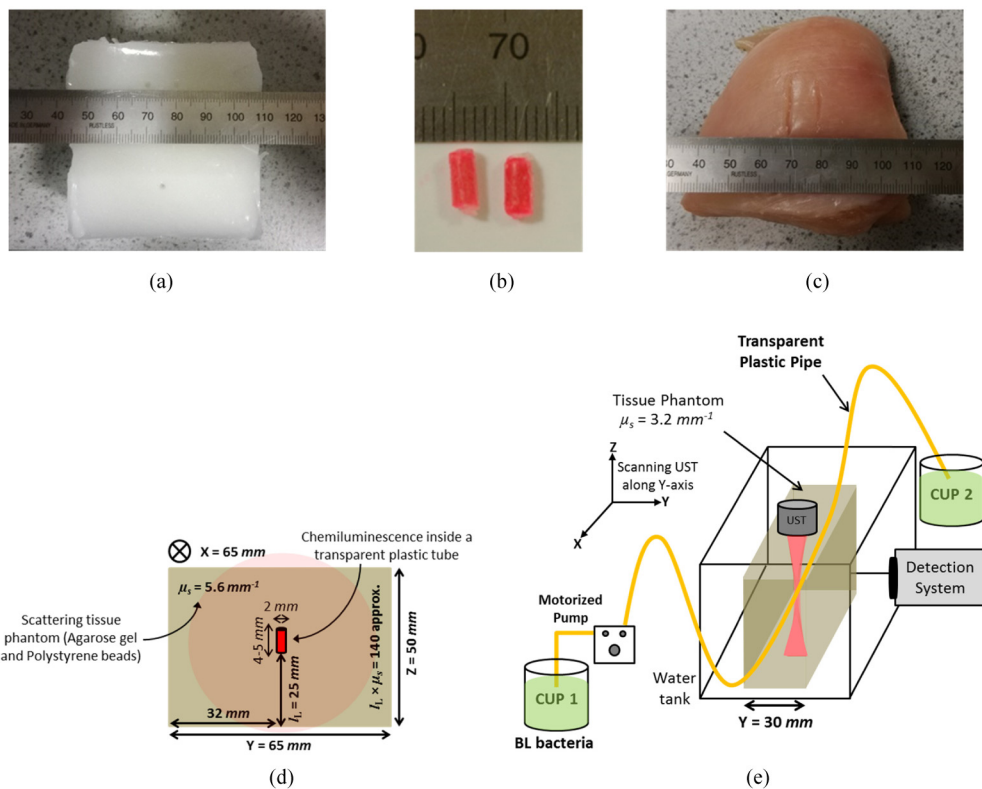 30 40 50 60 70 80 90 100 110 120 13
RUSTLESS
0 70
30 40 50 60 70 80 90 100 110 120
GERMANY RUSTLESS
(a)
(b)
(c)
X = 65 mm
μs = 5.6 mm-1
Chemiluminescence inside a
transparent plastic tube
Scattering tissue
phantom (Agarose gel
and Polystyrene beads)
2 mm
4-5 mm
lL = 25 mm
lL × μs = 140 approx.
Z = 50 mm
32 mm
Y = 65 mm
(d)
Transparent
Plastic Pipe
Tissue Phantom
μs = 3.2 mm-1
Z
Scanning UST
along Y-axis
Y
X
UST
CUP 2
Detection
System
Motorized
Pump
CUP 1
BL bacteria
Water
tank
Y = 30 mm
(e)